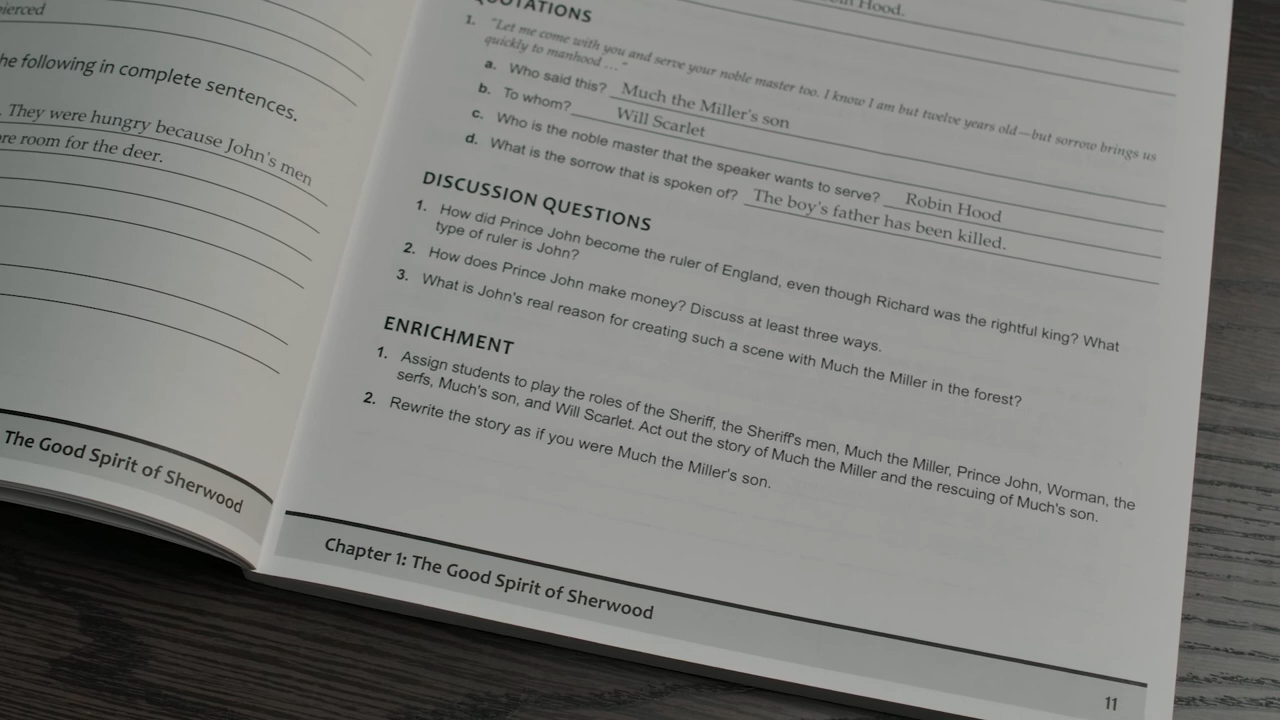 ierced
he following in complete sentences.
. They were hungry because John's men
ore room for the deer.
The Good Spirit of Sherwood
in Hood.
QUOTATIONS
1. "Let me come with you and serve your noble master too. I know I am but twelve years old—but sorrow brings us
quickly to manhood ... "
a. Who said this? Much the Miller's son
b. To whom? Will Scarlet
c. Who is the noble master that the speaker wants to serve? Robin Hood
d. What is the sorrow that is spoken of? The boy's father has been killed.
DISCUSSION QUESTIONS
1. How did Prince John become the ruler of England, even though Richard was the rightful king? What
type of ruler is John?
2. How does Prince John make money? Discuss at least three ways.
3. What is John's real reason for creating such a scene with Much the Miller in the forest?
ENRICHMENT
1. Assign students to play the roles of the Sheriff, the Sheriff's men, Much the Miller, Prince John, Worman, the
serfs, Much's son, and Will Scarlet. Act out the story of Much the Miller and the rescuing of Much's son.
2. Rewrite the story as if you were Much the Miller's son.
Chapter 1: The Good Spirit of Sherwood
11